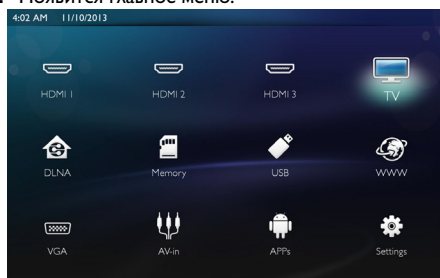 Появится главное меню.
4:02 AM 11/10/2013
HDMI 1 HDMI 2 HDMI 3 TV
DLNA Memory USB WWW
VGA AV-in APPs Settings